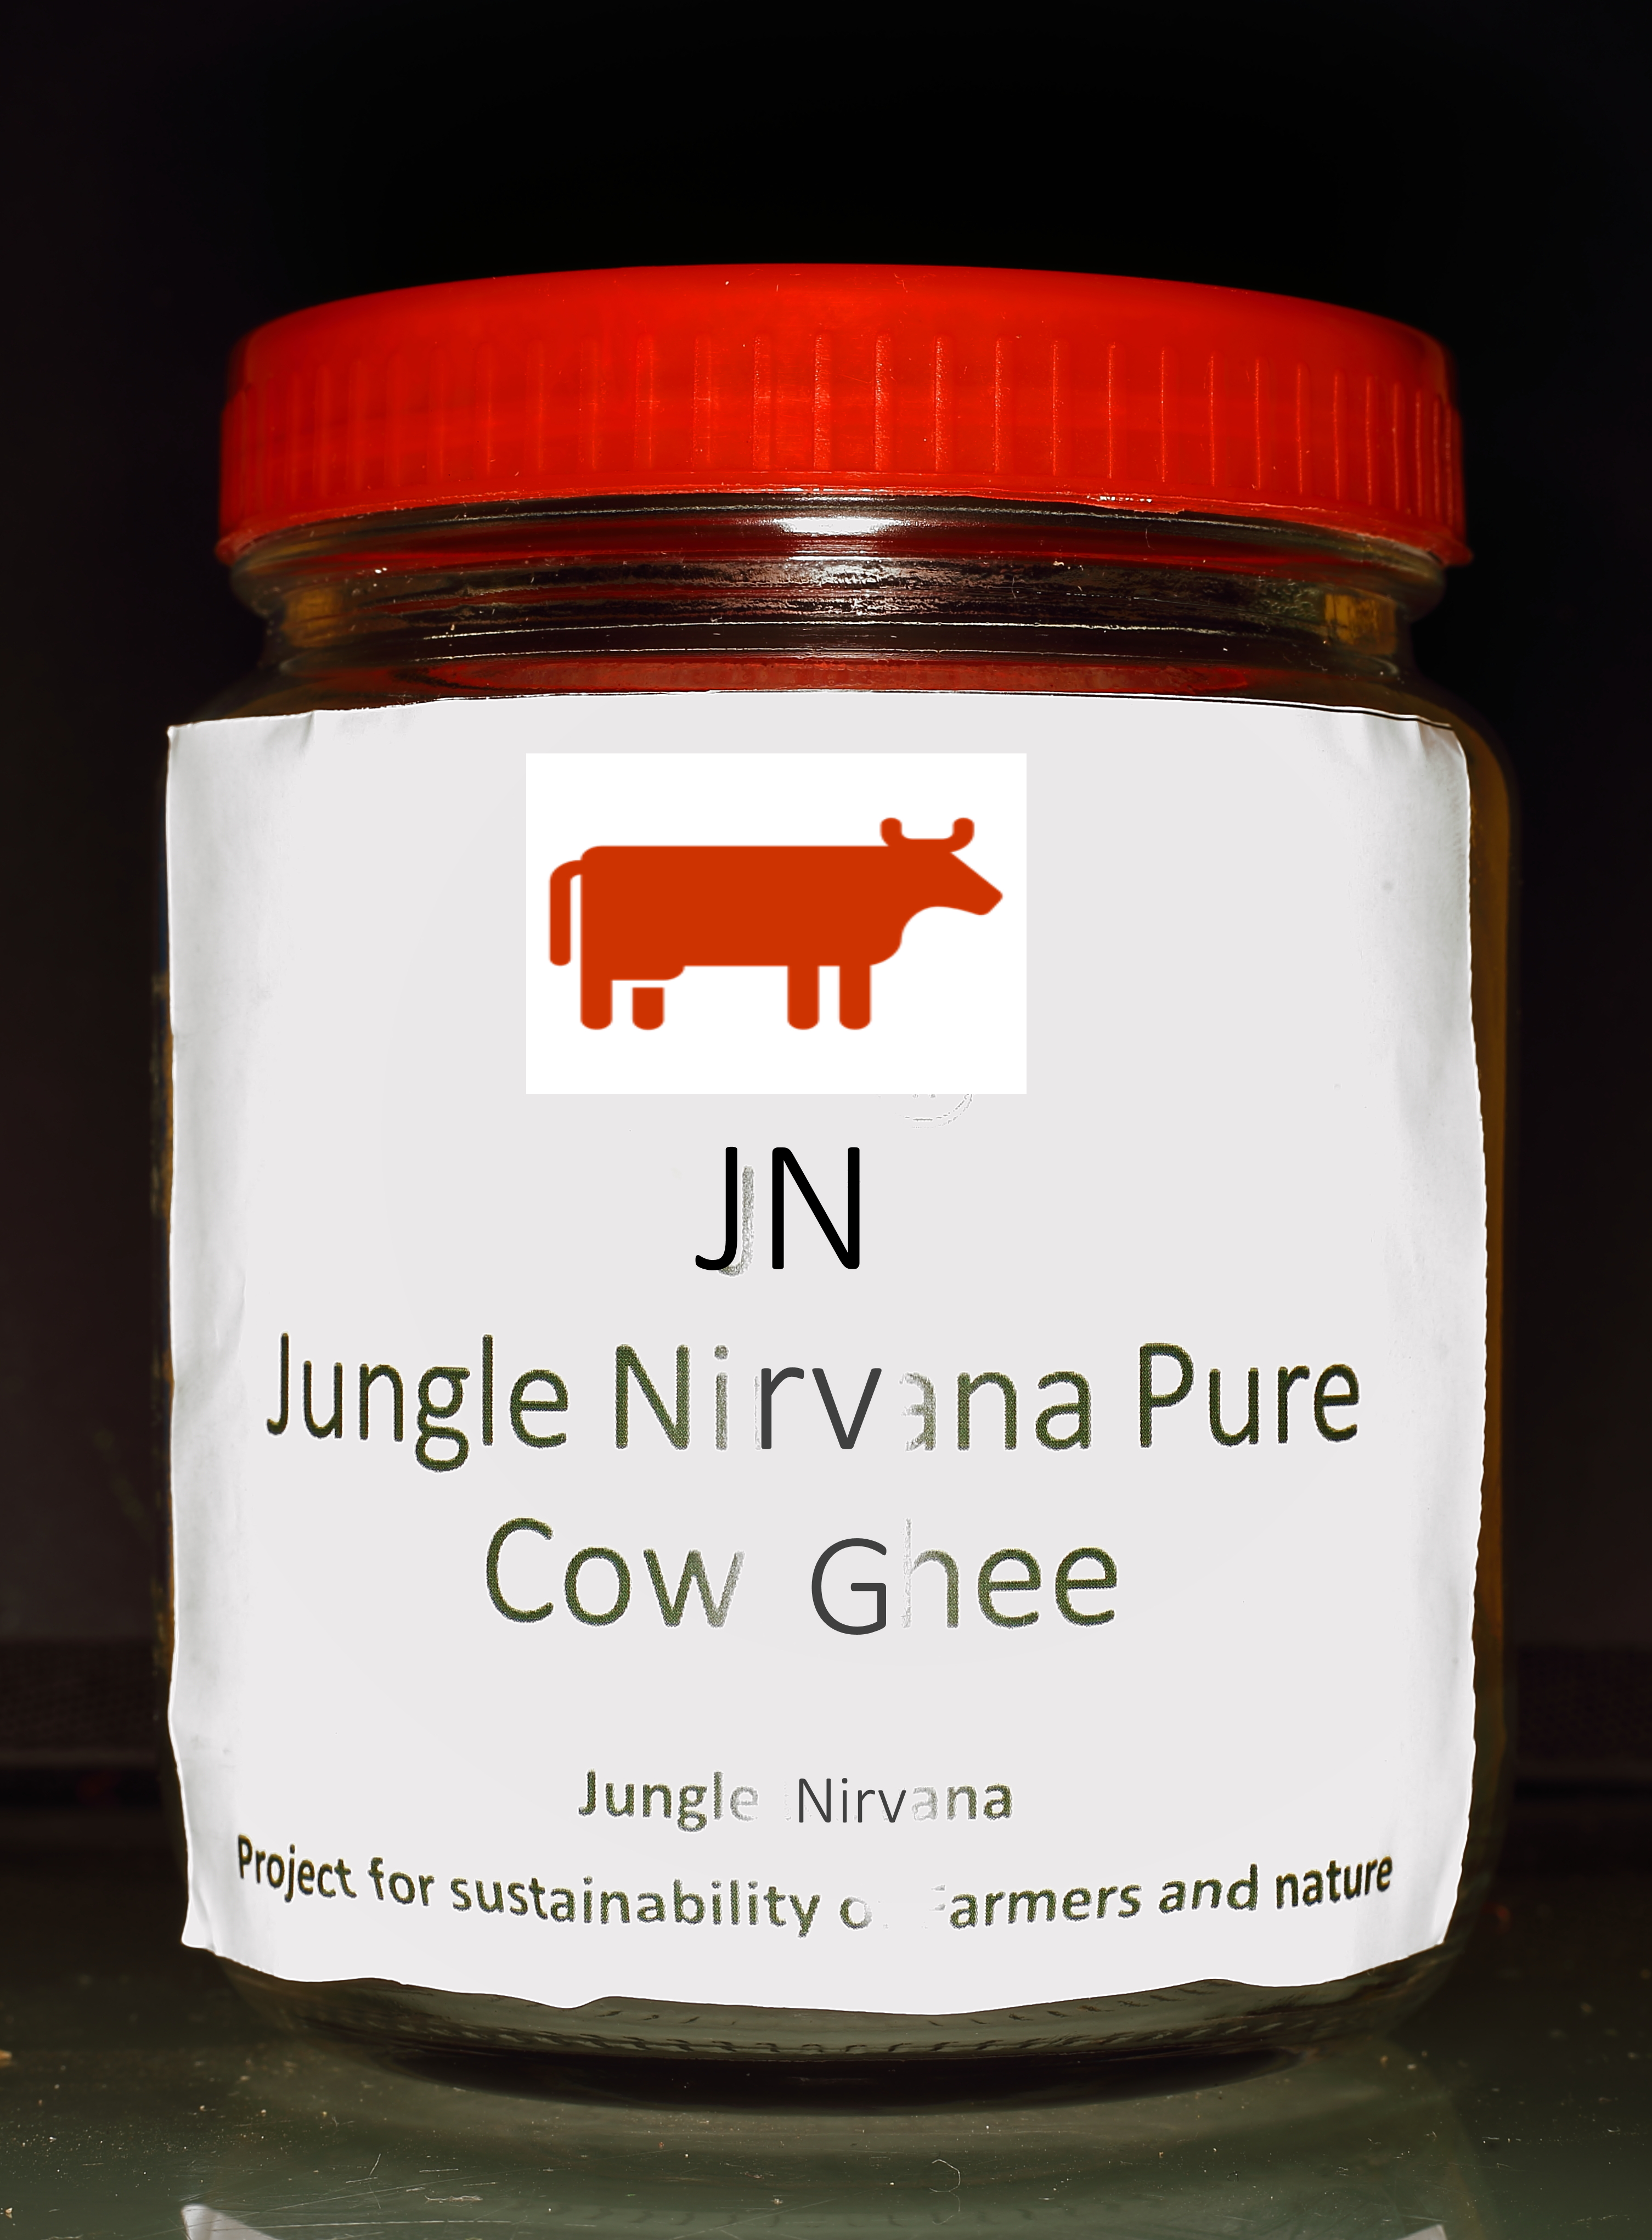 JN
Jungle Nirvana Pure
Cow Ghee
Jungle Nirvana
Project for sustainability armers and nature